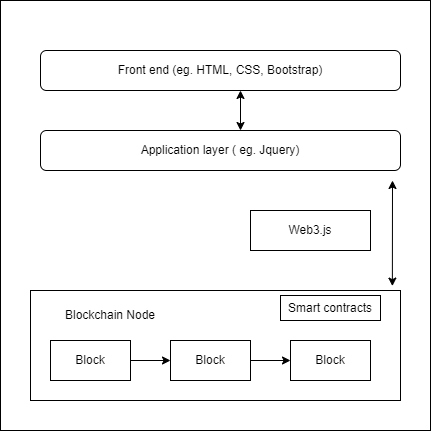 Front end (eg. HTML, CSS, Bootstrap)
Application layer ( eg. Jquery)
Web3.js
Smart contracts
Blockchain Node
Block
Block
Block